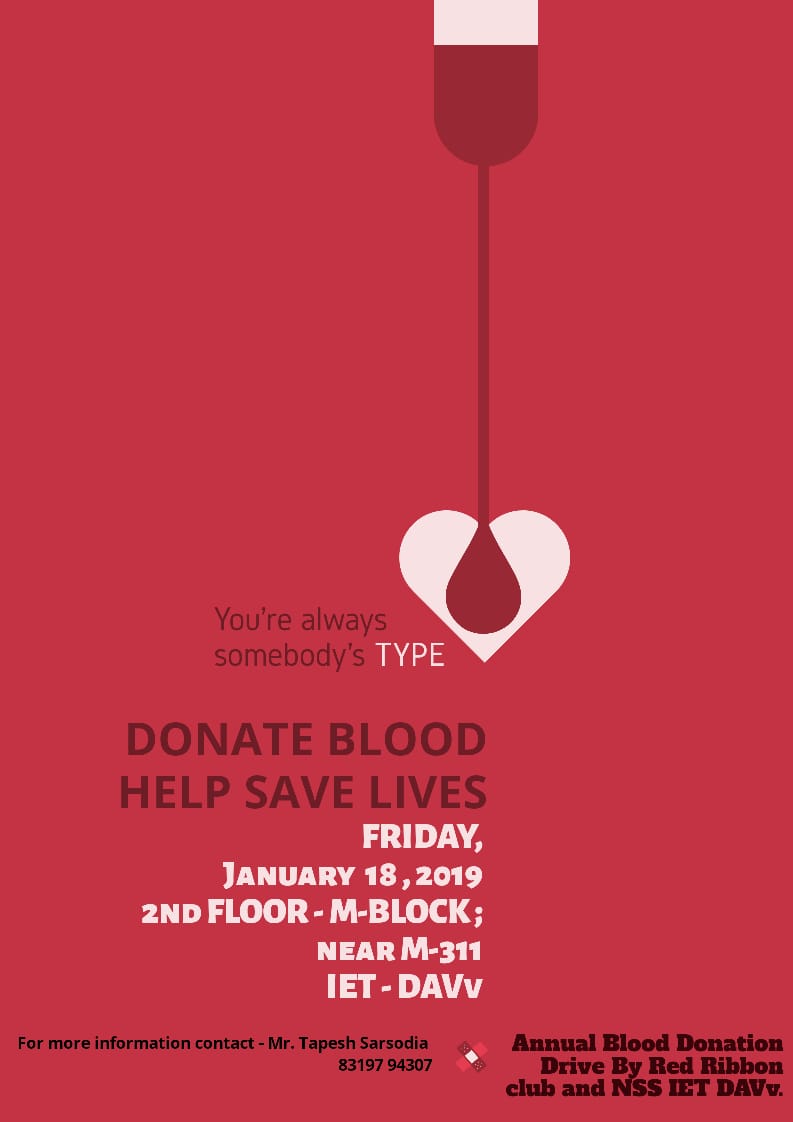 You're always
somebody's TYPE
DONATE BLOOD
HELP SAVE LIVES
FRIDAY,
January 18 , 2019
2nd FLOOR - M-BLOCK ;
near M-311
IET - DAVv
For more information contact - Mr. Tapesh Sarsodia
83197 94307
Annual Blood Donation
Drive By Red Ribbon
club and NSS IET DAVv.